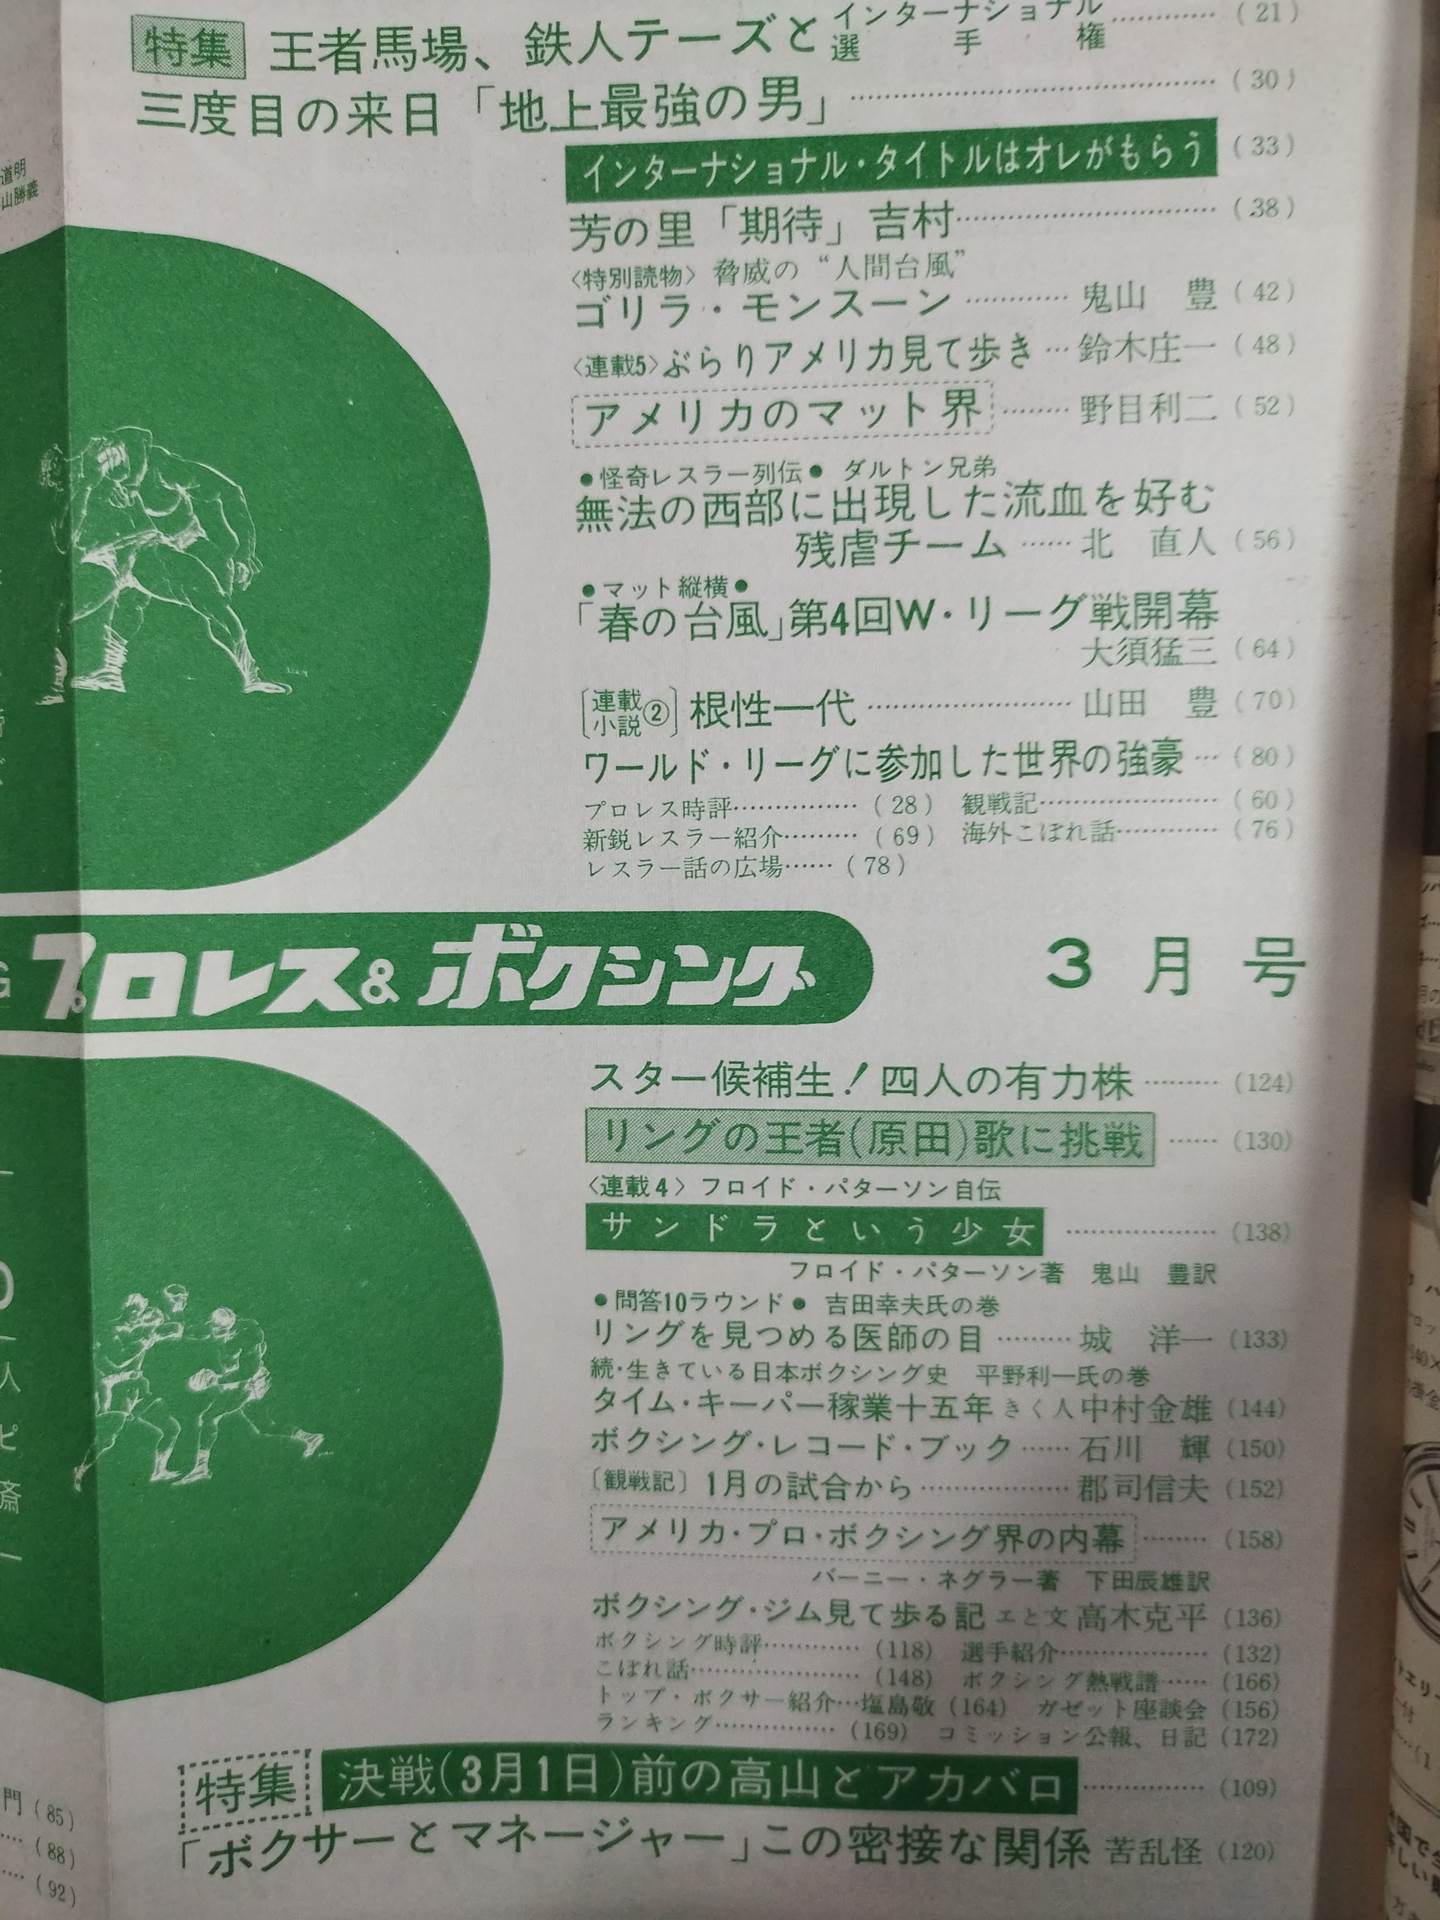 特集 王者馬場、鉄人テーズとインターナショナル選手権…………(21)
三度目の来日「地上最強の男」…………(30)
インターナショナル・タイトルはオレがもらう (33)
芳の里「期待」吉村…………(38)
〈特別読物〉脅威の“人間台風”
ゴリラ・モンスーン…………鬼山 豊(42)
〈連載5〉ぶらりアメリカ見て歩き…鈴木庄一(48)
アメリカのマット界………野目利二(52)
●怪奇レスラー列伝● ダルトン兄弟
無法の西部に出現した流血を好む
残虐チーム……北 直人(56)
●マット縦横●
「春の台風」第4回W・リーグ戦開幕
大須猛三(64)
〔連載小説②〕根性一代…………山田 豊(70)
ワールド・リーグに参加した世界の強豪…(80)
プロレス時評…………(28) 観戦記…………(60)
新鋭レスラー紹介………(69) 海外こぼれ話…………(76)
レスラー話の広場……(78)
道明
山勝義
G プロレス&ボクシング 3月号
スター候補生!四人の有力株………(124)
リングの王者(原田)歌に挑戦……(130)
〈連載4〉フロイド・パターソン自伝
サンドラという少女…………(138)
フロイド・パターソン著 鬼山 豊訳
●問答10ラウンド● 吉田幸夫氏の巻
リングを見つめる医師の目………城 洋一(133)
続・生きている日本ボクシング史 平野利一氏の巻
タイム・キーパー稼業十五年 きく人中村金雄(144)
ボクシング・レコード・ブック……石川 輝(150)
〔観戦記〕1月の試合から…………郡司信夫(152)
アメリカ・プロ・ボクシング界の内幕………(158)
バーニー・ネグラー著 下田辰雄訳
ボクシング・ジム見て歩る記 エと文高木克平(136)
ボクシング時評…………(118) 選手紹介…………(132)
こぼれ話…………(148) ボクシング熱戦譜……(166)
トップ・ボクサー紹介…塩島敬(164) ガゼット座談会(156)
ランキング…………(169) コミッション公報、日記(172)
特集 決戦(3月1日)前の高山とアカバロ…………(109)
「ボクサーとマネージャー」この密接な関係 苦乱怪(120)
門(85)
…(88)
…(92)